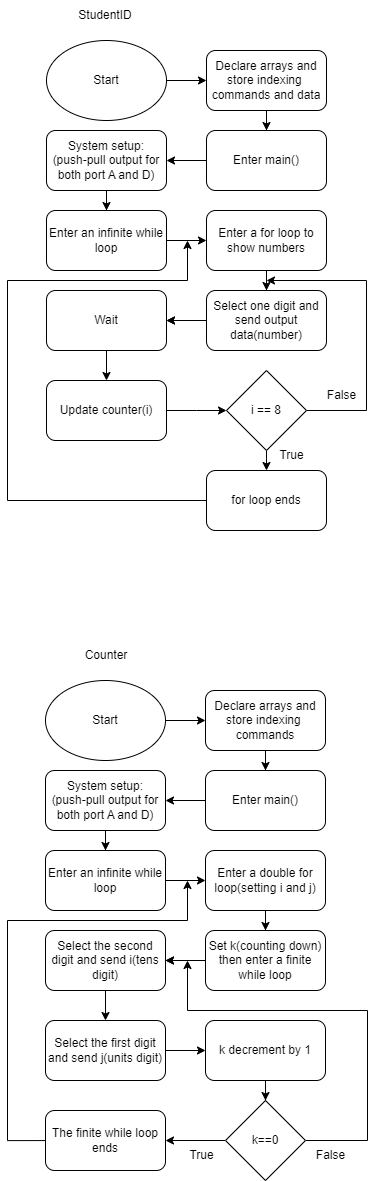 StudentID
Start
Declare arrays and
store indexing
commands and data
System setup:
(push-pull output for
both port A and D)
Enter main()
Enter an infinite while
loop
Enter a for loop to
show numbers
Wait
Select one digit and
send output
data(number)
Update counter(i)
i == 8
False
True
for loop ends
Counter
Start
Declare arrays and
store indexing
commands
System setup:
(push-pull output for
both port A and D)
Enter main()
Enter an infinite while
loop
Enter a double for
loop(setting i and j)
Select the second
digit and send i(tens
digit)
Set k(counting down)
then enter a finite
while loop
Select the first digit
and send j(units digit)
k decrement by 1
The finite while loop
ends
True
k==0
False